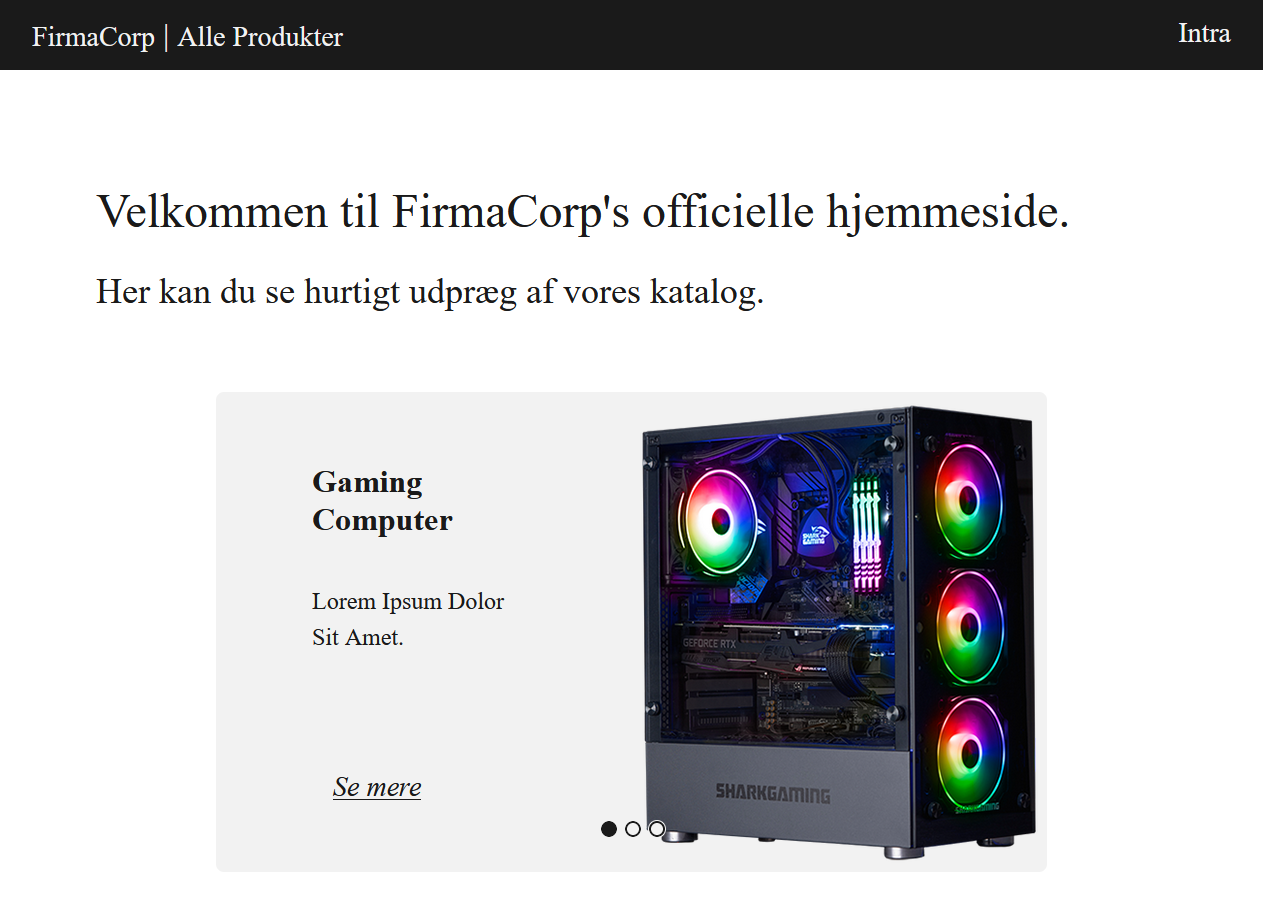 FirmaCorp | Alle Produkter
Intra
Velkommen til FirmaCorp's officielle hjemmeside.
Her kan du se hurtigt udpræg af vores katalog.
Gaming
Computer
Lorem Ipsum Dolor
Sit Amet.
Se mere
SHARK
GAMING
GEFORCE RTX
SHARKGAMING
SHARKGAMING